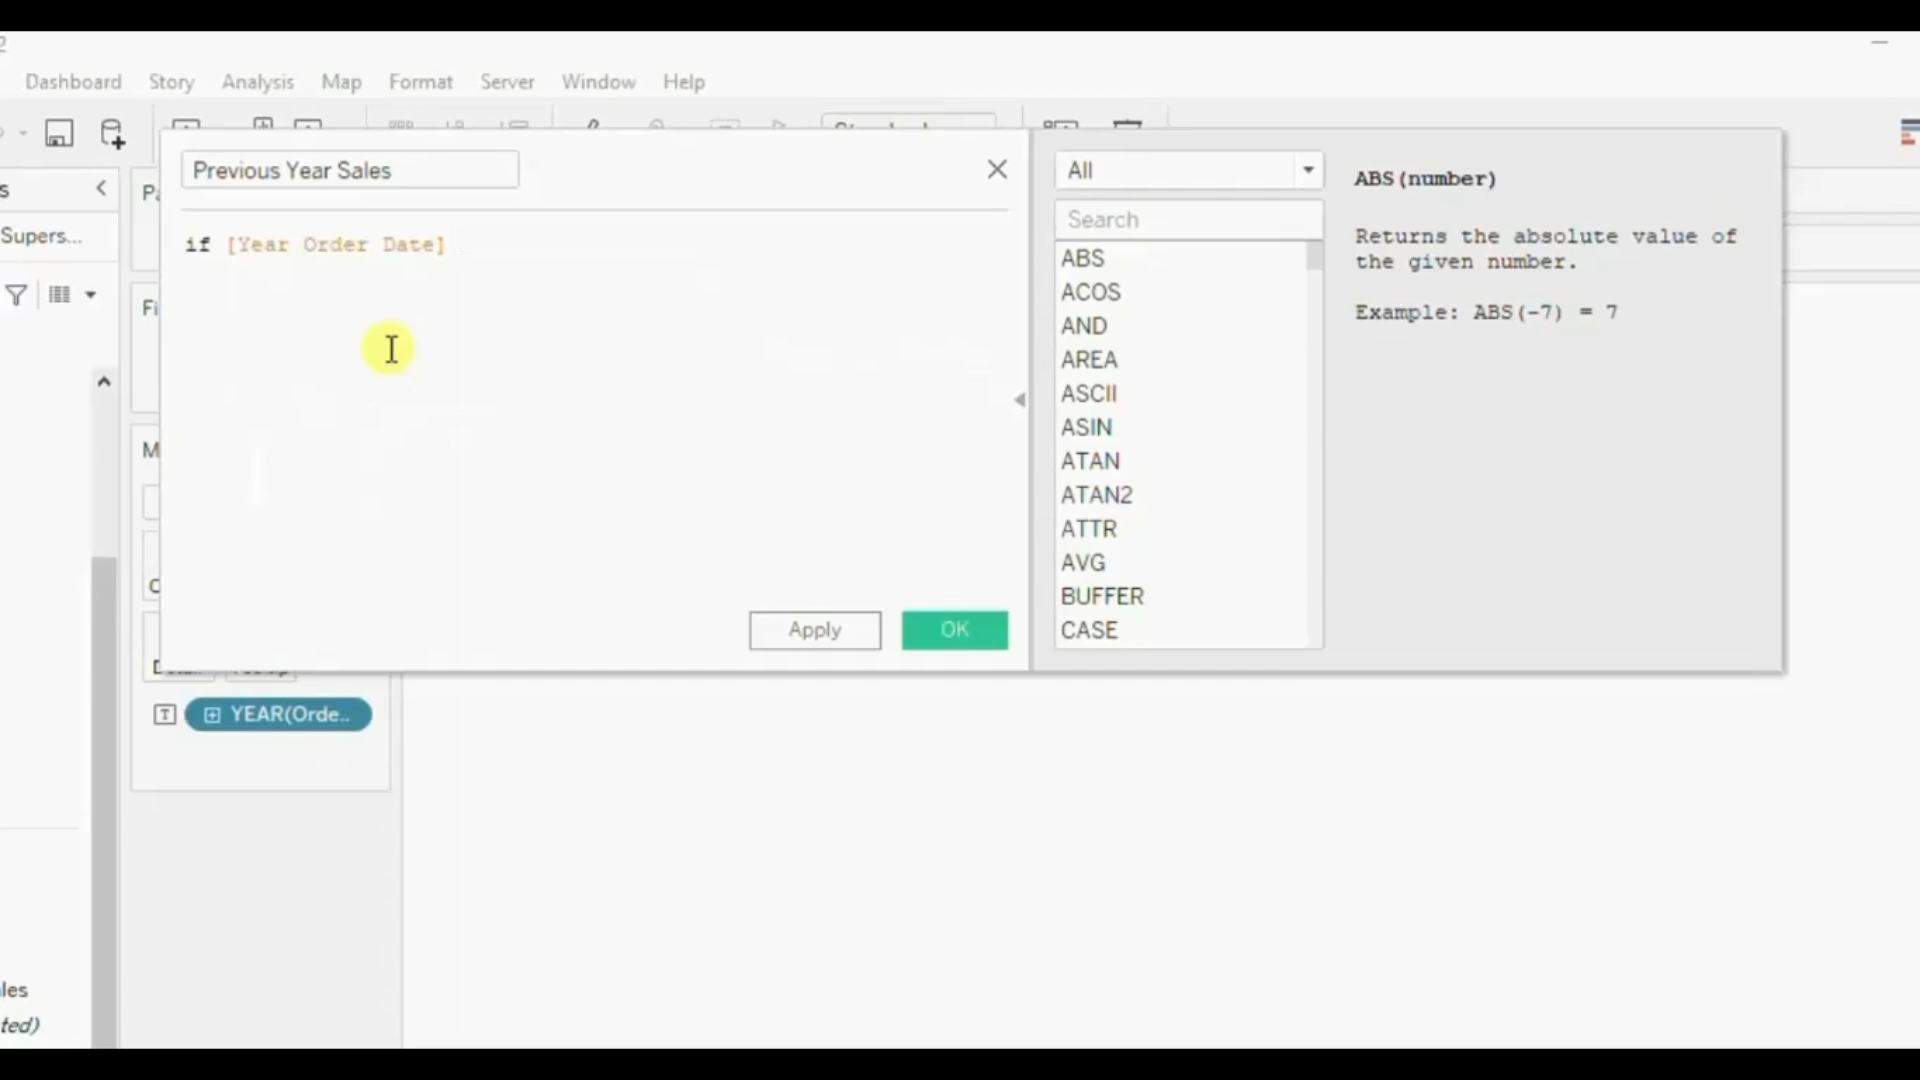 Dashboard Story Analysis Map Format Server Window Help
Previous Year Sales
if [Year Order Date]
Apply
OK
All
Search
ABS
ACOS
AND
AREA
ASCII
ASIN
ATAN
ATAN2
ATTR
AVG
BUFFER
CASE
ABS(number)
Returns the absolute value of
the given number.
Example: ABS(-7) = 7
Supers...
YEAR(Orde..
les
ted)